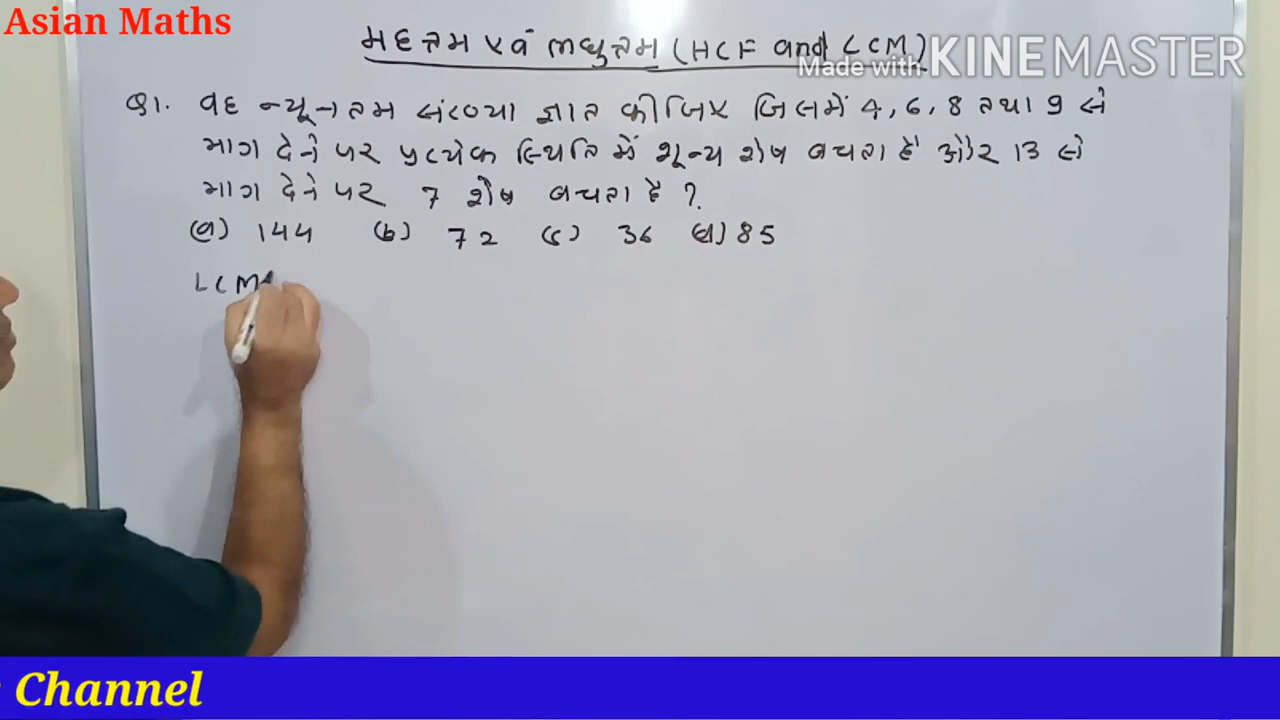 Asian Maths
महत्तम एवं लघुत्तम (HCF and LCM)
Made with KINEMASTER
Q1. वह न्यूनतम संख्या ज्ञात कीजिए जिसमें 4, 6, 8 तथा 9 से
भाग देने पर प्रत्येक स्थिति में शून्य शेष बचता है और 13 से
भाग देने पर 7 शेष बचता है ?
(a) 144 (b) 72 (c) 36 (d) 85
LCM
Channel